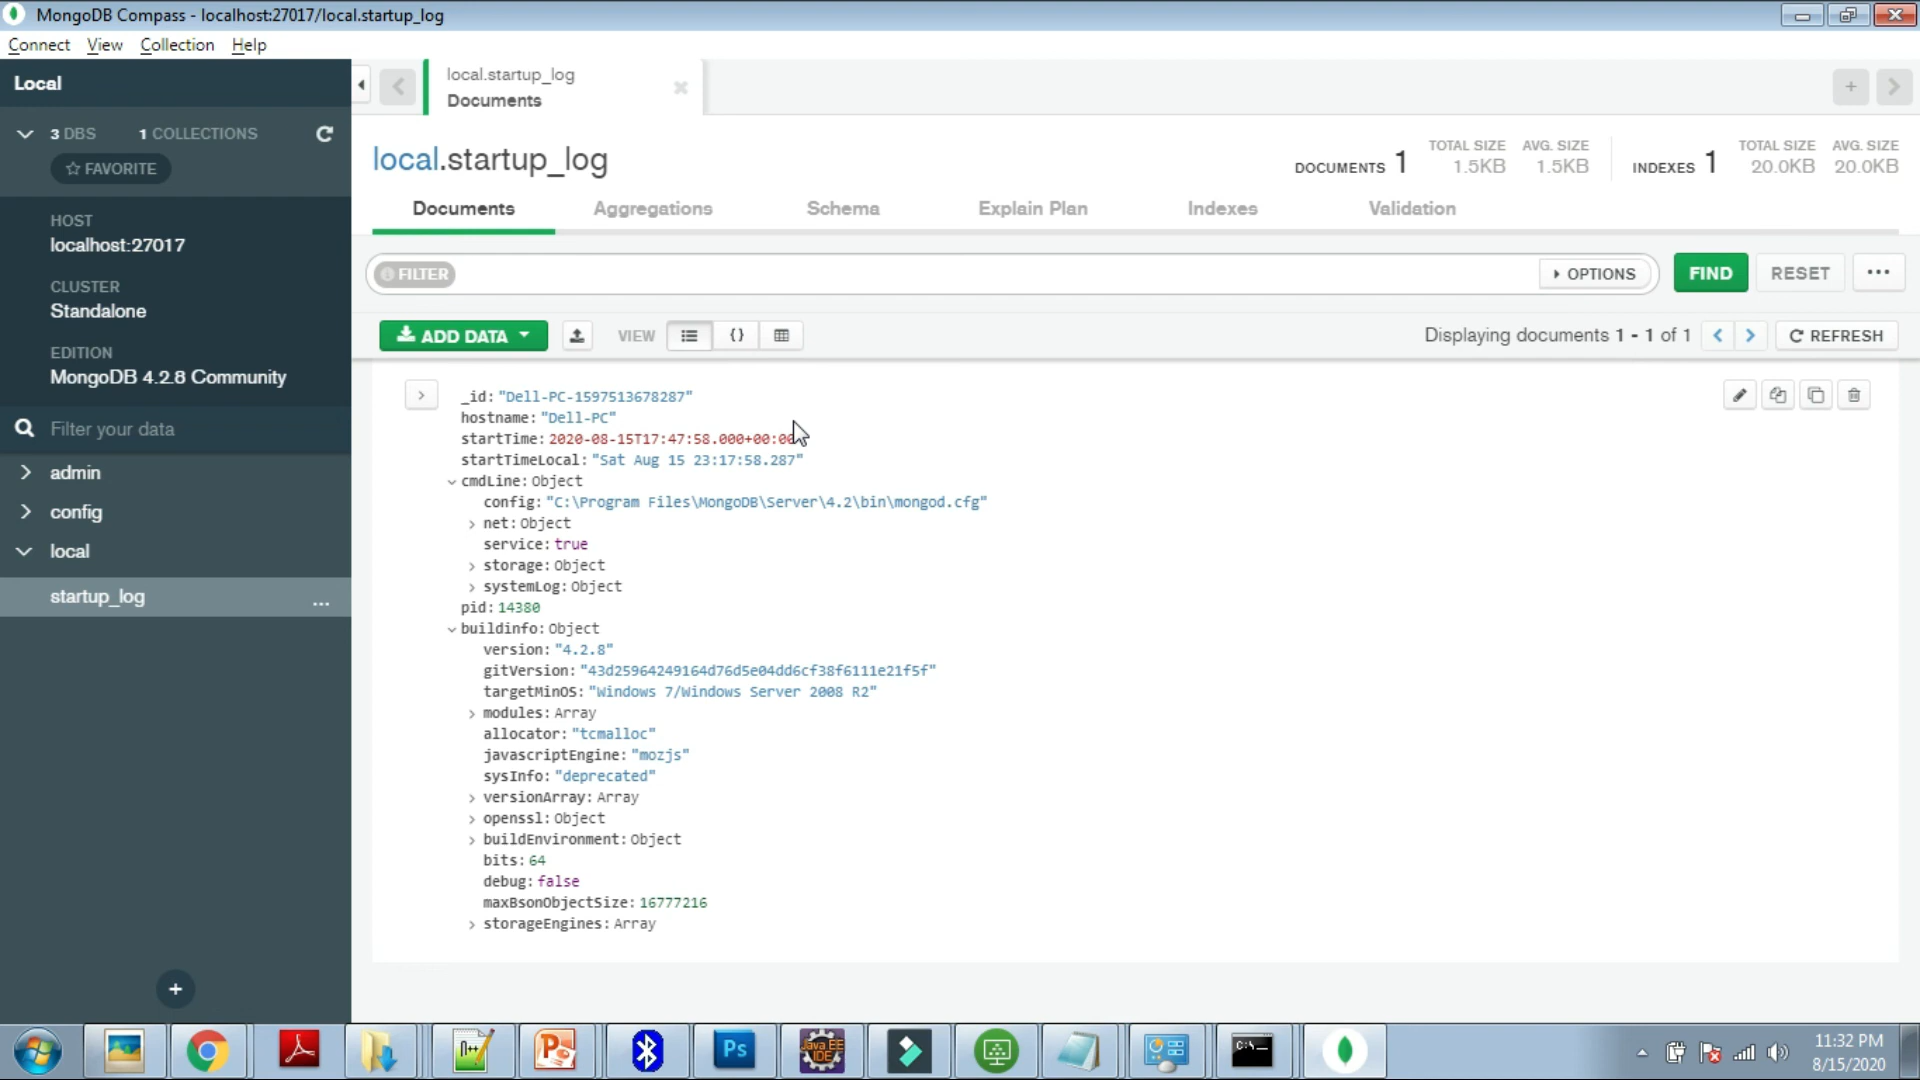 MongoDB Compass - localhost:27017/local.startup_log
Connect View Collection Help
Local
3 DBS 1 COLLECTIONS
FAVORITE
HOST
localhost:27017
CLUSTER
Standalone
EDITION
MongoDB 4.2.8 Community
Filter your data
admin
config
local
startup_log ...
local.startup_log
Documents
local.startup_log
DOCUMENTS 1 TOTAL SIZE 1.5KB AVG. SIZE 1.5KB INDEXES 1 TOTAL SIZE 20.0KB AVG. SIZE 20.0KB
Documents Aggregations Schema Explain Plan Indexes Validation
FILTER OPTIONS FIND RESET ...
ADD DATA VIEW {} Displaying documents 1 - 1 of 1 REFRESH
_id: "Dell-PC-1597513678287"
hostname: "Dell-PC"
startTime: 2020-08-15T17:47:58.000+00:00
startTimeLocal: "Sat Aug 15 23:17:58.287"
cmdLine: Object
config: "C:\Program Files\MongoDB\Server\4.2\bin\mongod.cfg"
net: Object
service: true
storage: Object
systemLog: Object
pid: 14380
buildinfo: Object
version: "4.2.8"
gitVersion: "43d25964249164d76d5e04dd6cf38f6111e21f5f"
targetMinOS: "Windows 7/Windows Server 2008 R2"
modules: Array
allocator: "tcmalloc"
javascriptEngine: "mozjs"
sysInfo: "deprecated"
versionArray: Array
openssl: Object
buildEnvironment: Object
bits: 64
debug: false
maxBsonObjectSize: 16777216
storageEngines: Array
Ps
Java EE
IDE
C:\
11:32 PM
8/15/2020